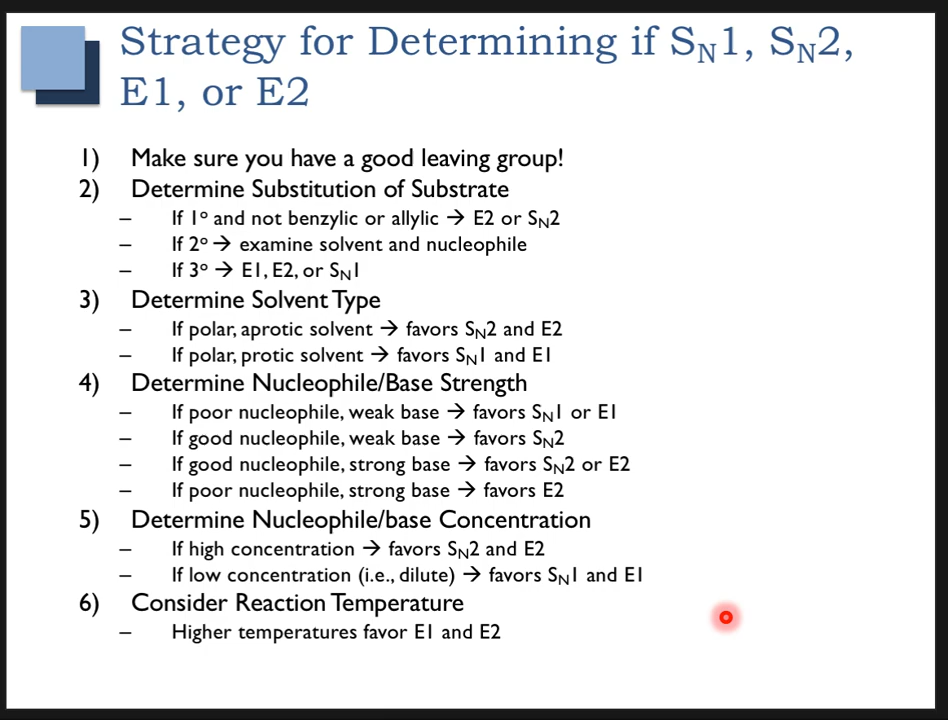 Strategy for Determining if SN1, SN2,
E1, or E2
1) Make sure you have a good leaving group!
2) Determine Substitution of Substrate
– If 1º and not benzylic or allylic → E2 or SN2
– If 2º → examine solvent and nucleophile
– If 3º → E1, E2, or SN1
3) Determine Solvent Type
– If polar, aprotic solvent → favors SN2 and E2
– If polar, protic solvent → favors SN1 and E1
4) Determine Nucleophile/Base Strength
– If poor nucleophile, weak base → favors SN1 or E1
– If good nucleophile, weak base → favors SN2
– If good nucleophile, strong base → favors SN2 or E2
– If poor nucleophile, strong base → favors E2
5) Determine Nucleophile/base Concentration
– If high concentration → favors SN2 and E2
– If low concentration (i.e., dilute) → favors SN1 and E1
6) Consider Reaction Temperature
– Higher temperatures favor E1 and E2